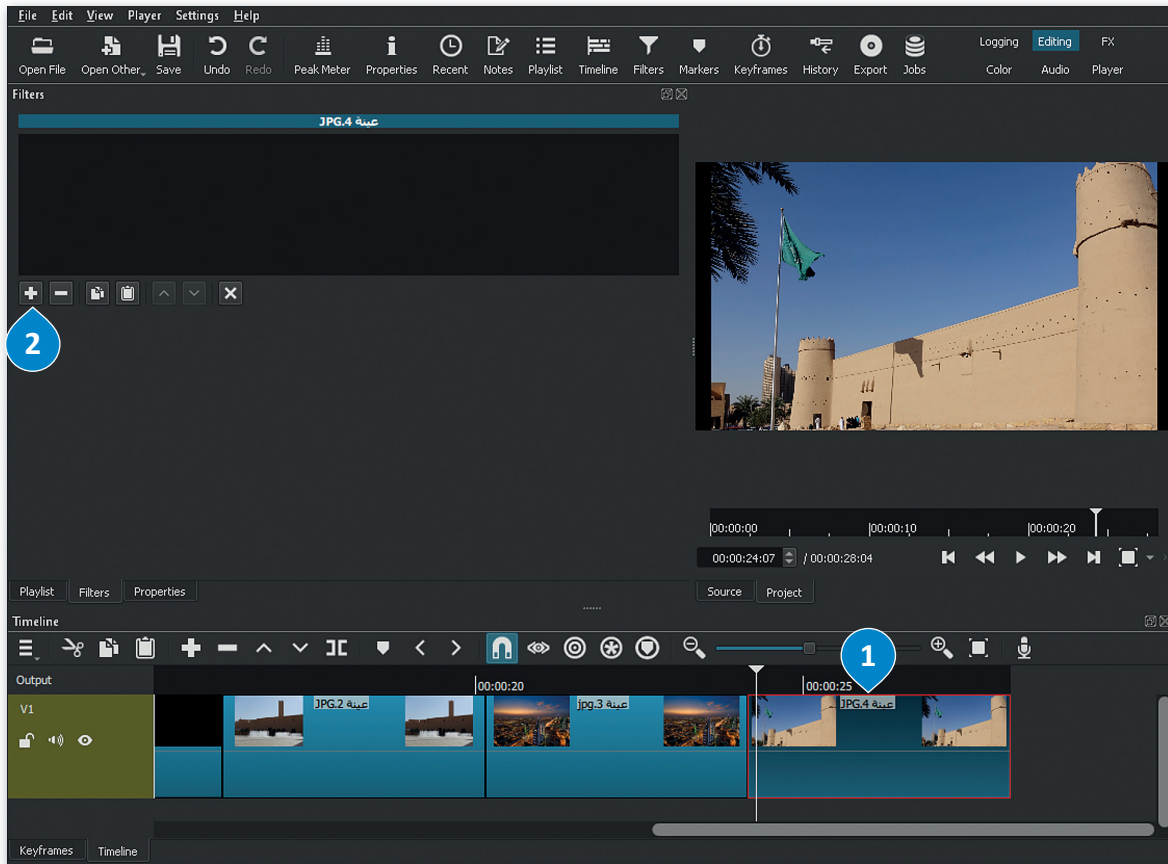 File Edit View Player Settings Help
Open File Open Other Save Undo Redo Peak Meter Properties Recent Notes Playlist Timeline Filters Markers Keyframes History Export Jobs
Logging Editing FX
Color Audio Player
Filters
عينة 4.JPG
2
|00:00:00 |00:00:10 |00:00:20
00:00:24:07 / 00:00:28:04
Playlist Filters Properties
Source Project
Timeline
1
Output
|00:00:20 |00:00:25
V1
عينة 2.JPG عينة 3.jpg عينة 4.JPG
Keyframes Timeline